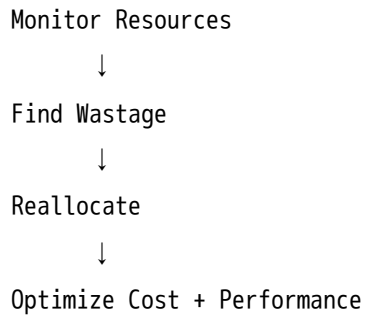 Monitor Resources
↓
Find Wastage
↓
Reallocate
↓
Optimize Cost + Performance